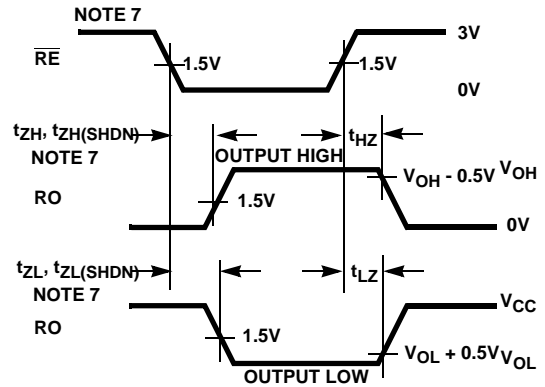 NOTE 7
3V
RE
1.5V
1.5V
0V
tZH, tZH(SHDN)
tHZ
NOTE 7
OUTPUT HIGH
VOH - 0.5V VOH
RO
1.5V
0V
tZL, tZL(SHDN)
tLZ
NOTE 7
VCC
RO
1.5V
VOL + 0.5V VOL
OUTPUT LOW